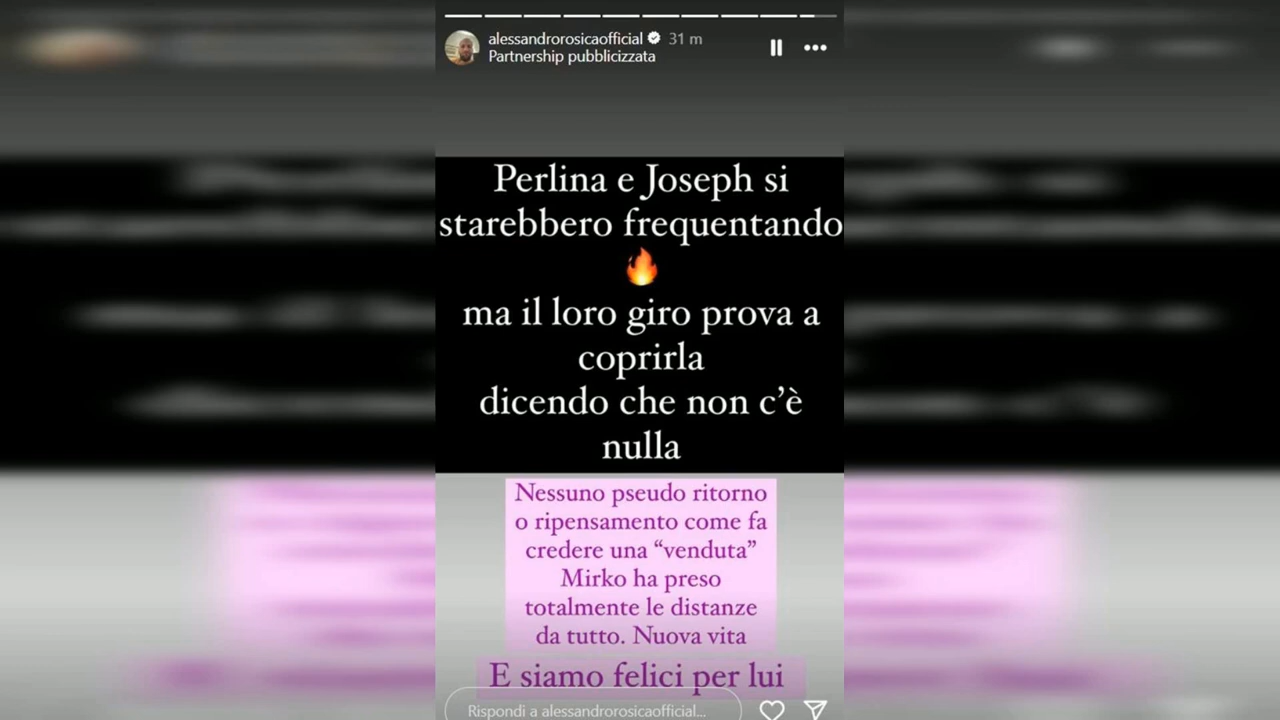 alessandrorosicaofficial 31 m
Partnership pubblicizzata
Perlina e Joseph si
starebbero frequentando
🔥
ma il loro giro prova a
coprirla
dicendo che non c’è
nulla
Nessuno pseudo ritorno
o ripensamento come fa
credere una “venduta”
Mirko ha preso
totalmente le distanze
da tutto. Nuova vita
E siamo felici per lui
Rispondi a alessandrorosicaofficial...